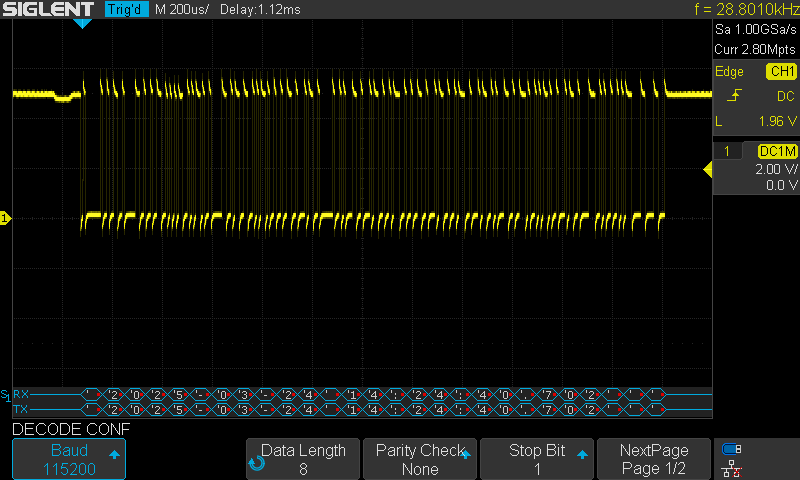 SIGLENT Trig'd M 200us/ Delay:1.12ms f = 28.8010kHz
Sa 1.00GSa/s
Curr 2.80Mpts
Edge CH1
DC
L 1.96 V
1 DC1M
2.00 V/
0.0 V
1
S1 RX ' '2 '0 '2 '5 '- '0 '3 '- '2 '4 ' '1 '4 ': '2 '4 ': '4 '0 '. '7 '0 '2 ' ' '
TX ' '2 '0 '2 '5 '- '0 '3 '- '2 '4 ' '1 '4 ': '2 '4 ': '4 '0 '. '7 '0 '2 ' ' '
DECODE CONF
Baud Data Length Parity Check Stop Bit NextPage
115200 8 None 1 Page 1/2